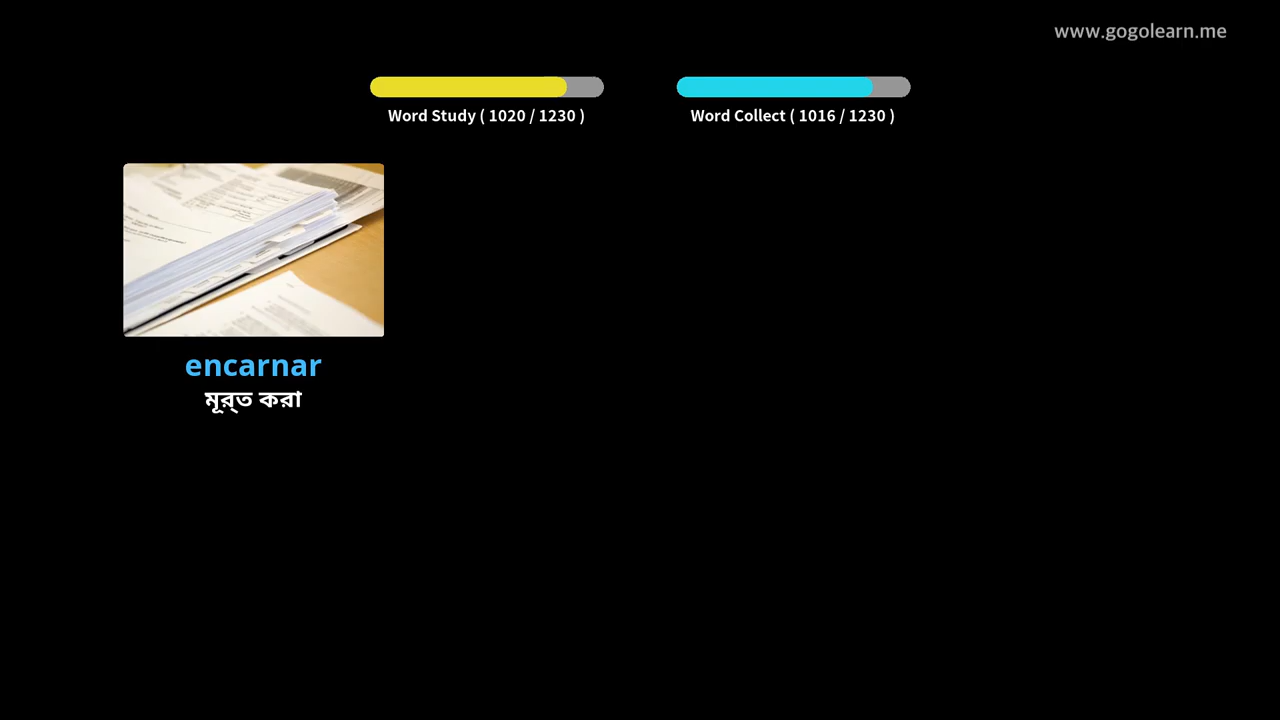 www.gogolearn.me
Word Study ( 1020 / 1230 )
Word Collect ( 1016 / 1230 )
encarnar
মূর্ত করা